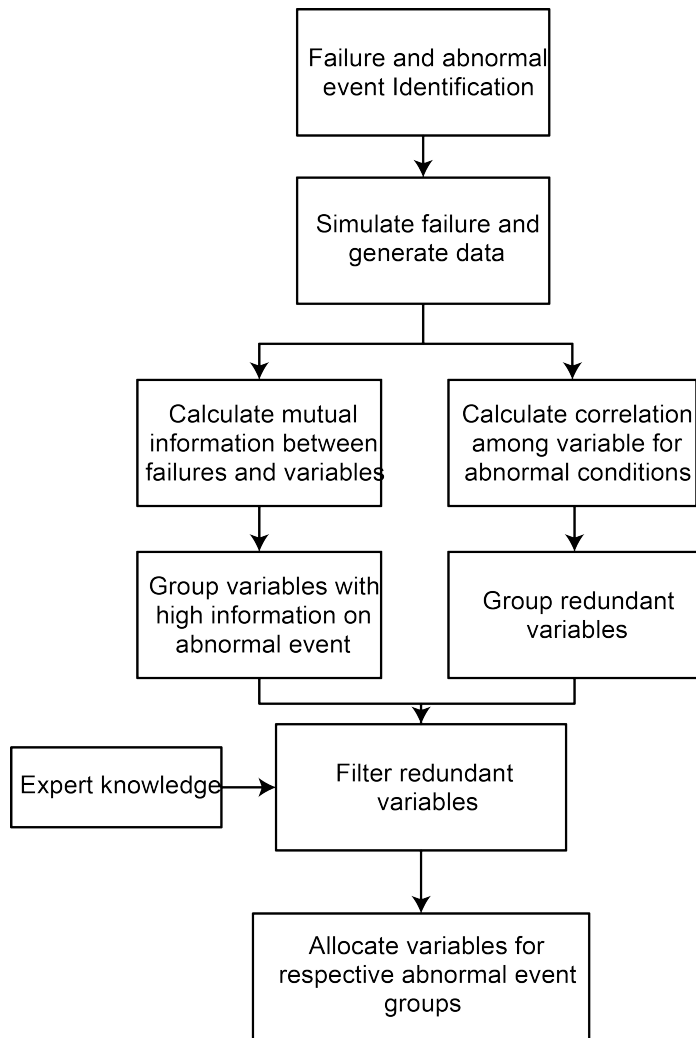 Failure and abnormal
event Identification
Simulate failure and
generate data
Calculate mutual
information between
failures and variables
Calculate correlation
among variable for
abnormal conditions
Group variables with
high information on
abnormal event
Group redundant
variables
Expert knowledge
Filter redundant
variables
Allocate variables for
respective abnormal event
groups